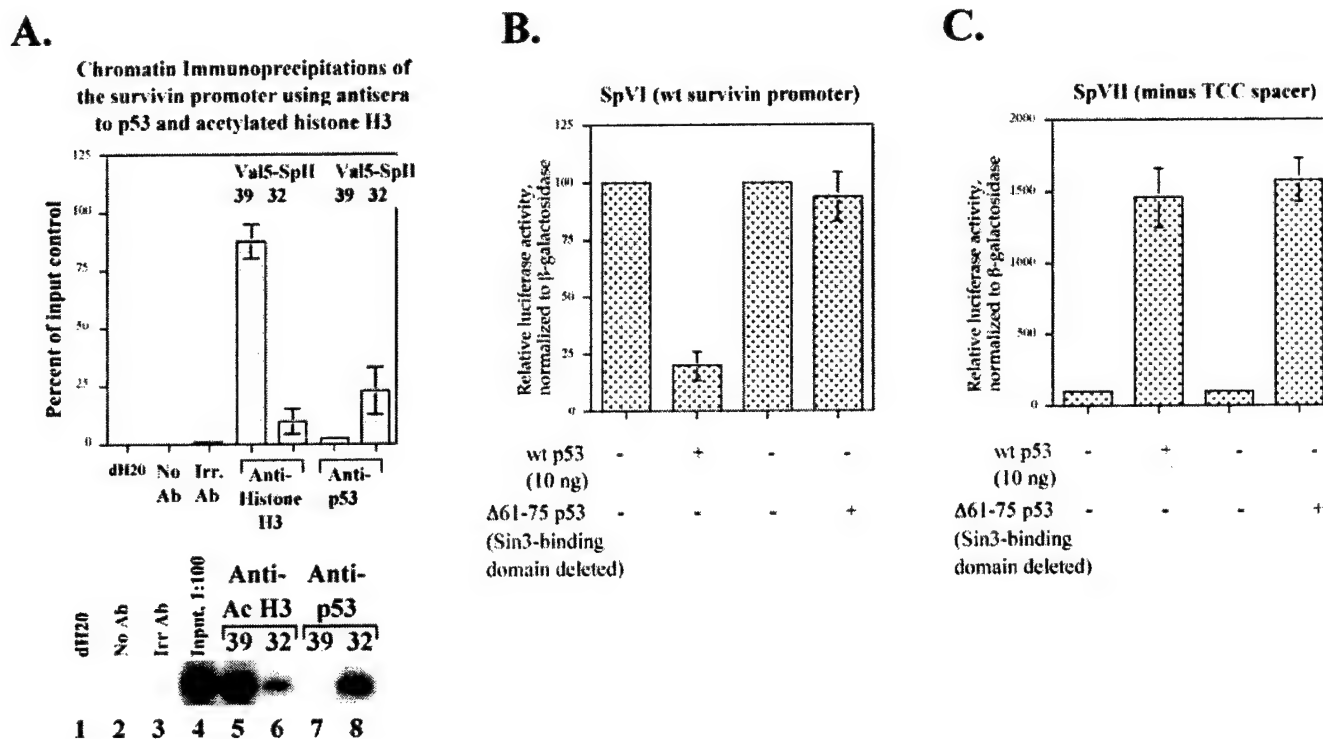 A.
Chromatin Immunoprecipitations of
the survivin promoter using antisera
to p53 and acetylated histone H3
Percent of input control
125
100
75
50
25
0
Val5-SpII Val5-SpII
39 32 39 32
dH20 No Ab Irr. Ab
Anti-Histone H3
Anti-p53
dH20
No Ab
Irr Ab
Input, 1:100
Anti- Anti-
Ac H3 p53
39 32 39 32
1 2 3 4 5 6 7 8
B.
SpVI (wt survivin promoter)
Relative luciferase activity,
normalized to β-galactosidase
125
100
75
50
25
0
wt p53 - + - -
(10 ng)
Δ61-75 p53 - - - +
(Sin3-binding
domain deleted)
C.
SpVII (minus TCC spacer)
Relative luciferase activity,
normalized to β-galactosidase
2000
1500
1000
500
0
wt p53 - + - -
(10 ng)
Δ61-75 p53 - - - +
(Sin3-binding
domain deleted)